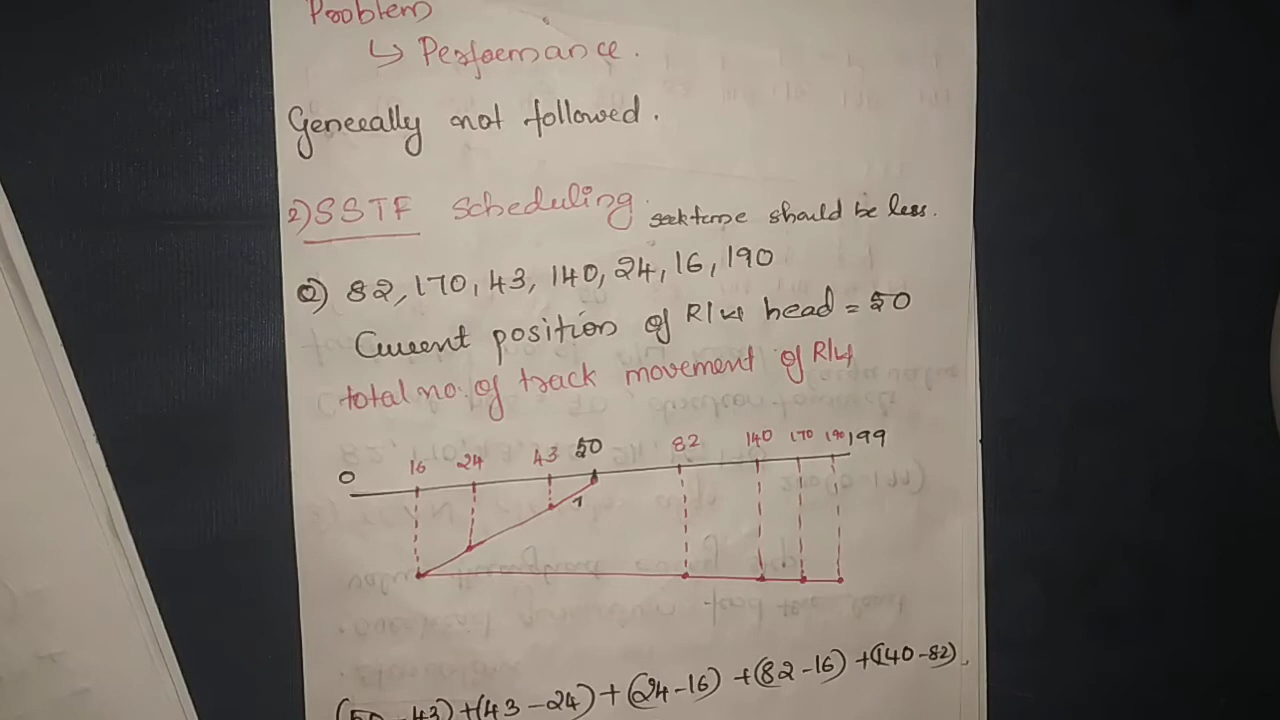 Problem
↳ Performance.
Generally not followed.
2) SSTF Scheduling. seek time should be less.
Q) 82, 170, 43, 140, 24, 16, 190
Current position of R/W head = 50
total no. of track movement of R/W
0 16 24 43 50 82 140 170 190 199
1
(50-43)+(43-24)+(24-16)+(82-16)+(140-82)